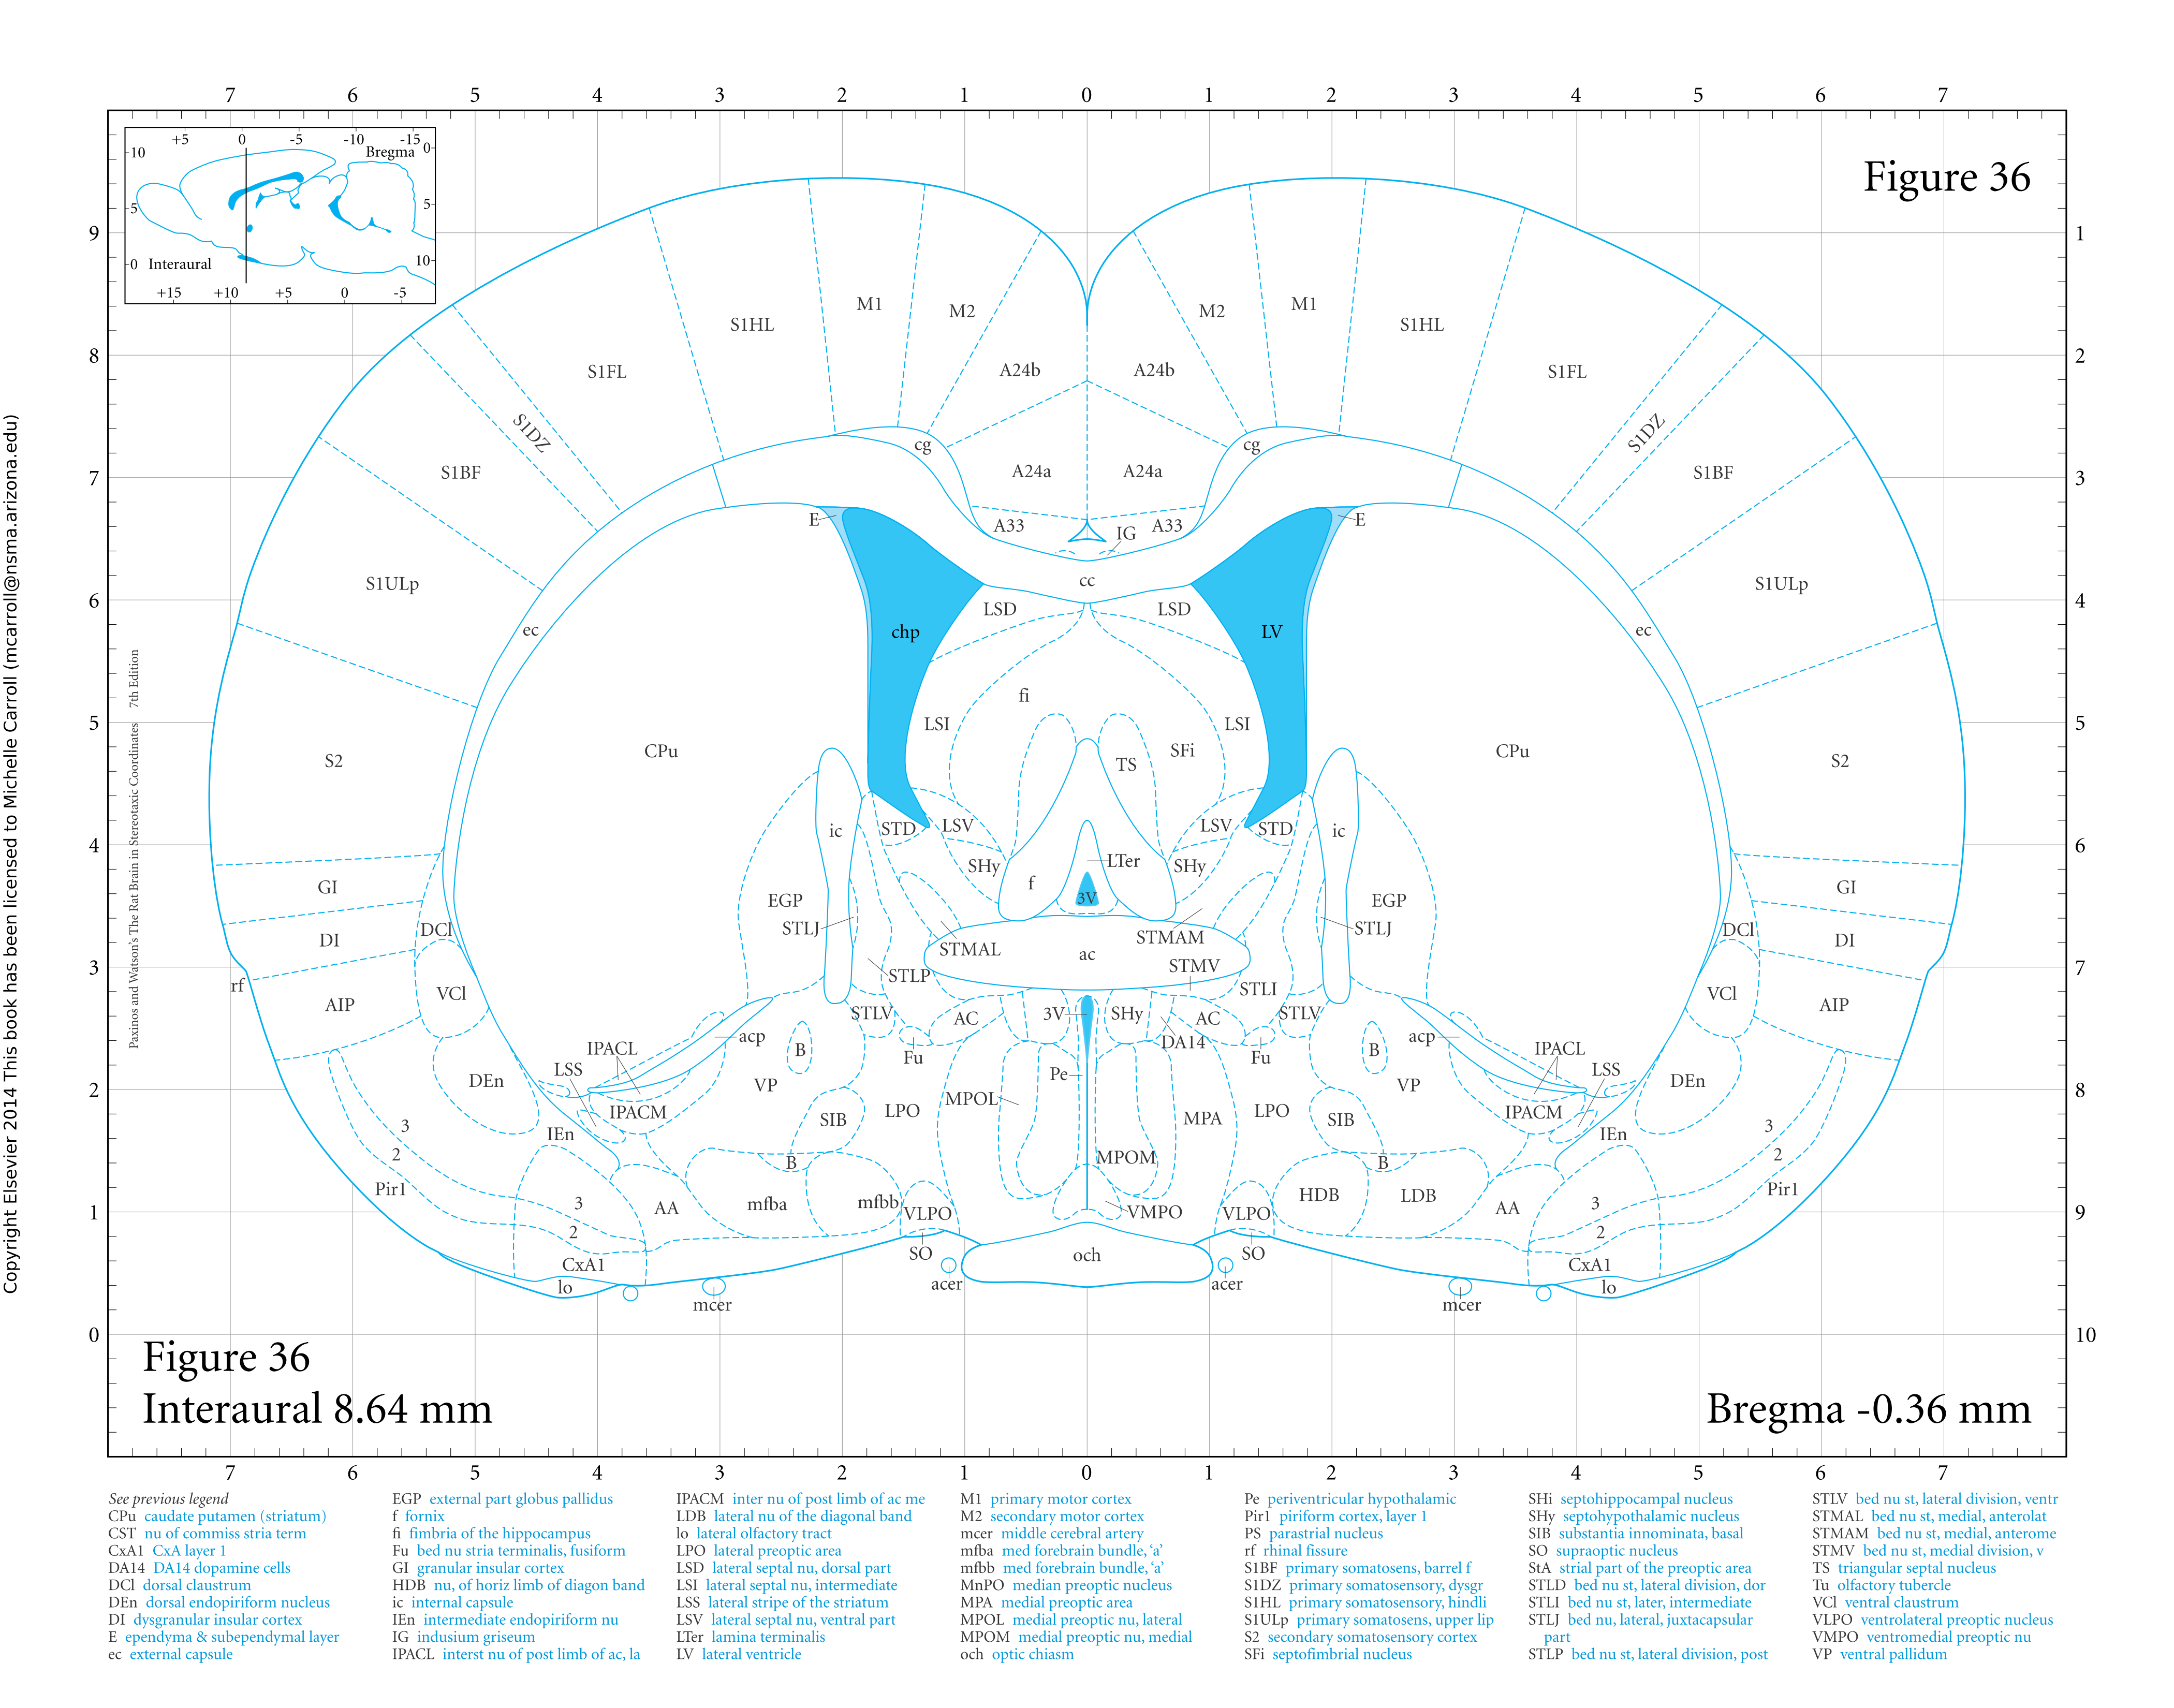 7 6 5 4 3 2 1 0 1 2 3 4 5 6 7
+5 0 -5 -10 -15
Bregma
10 0
5 5
0 Interaural 10
+15 +10 +5 0 -5
Figure 36
9 1
8 2
7 3
6 4
5 5
4 6
3 7
2 8
1 9
0 10
Copyright Elsevier 2014 This book has been licensed to Michelle Carroll (mcarroll@nsma.arizona.edu)
Paxinos and Watson's The Rat Brain in Stereotaxic Coordinates 7th Edition
S1HL M1 M2 M2 M1 S1HL
S1FL A24b A24b S1FL
S1DZ S1DZ
cg cg
S1BF A24a A24a S1BF
E A33 IG A33 E
S1ULp cc S1ULp
LSD LSD
ec chp LV ec
fi
LSI LSI
S2 CPu TS SFi CPu S2
ic STD LSV LSV STD ic
SHy LTer SHy
GI f 3V GI
EGP EGP
DCl STLJ STLJ DCl
DI STMAL STMAM DI
ac
rf STLP STMV
VCl STLI VCl
AIP STLV AC 3V SHy AC STLV AIP
acp DA14 acp
IPACL B Fu Fu B IPACL
LSS Pe LSS
DEn VP VP DEn
IPACM MPOL IPACM
SIB LPO MPA LPO SIB
3 IEn IEn 3
2 B MPOM B 2
Pir1 Pir1
3 AA mfba mfbb HDB LDB AA 3
2 VLPO VMPO VLPO 2
SO SO
CxA1 och CxA1
lo acer acer lo
mcer mcer
Figure 36
Interaural 8.64 mm
Bregma -0.36 mm
7 6 5 4 3 2 1 0 1 2 3 4 5 6 7
See previous legend
CPu caudate putamen (striatum)
CST nu of commiss stria term
CxA1 CxA layer 1
DA14 DA14 dopamine cells
DCl dorsal claustrum
DEn dorsal endopiriform nucleus
DI dysgranular insular cortex
E ependyma & subependymal layer
ec external capsule
EGP external part globus pallidus
f fornix
fi fimbria of the hippocampus
Fu bed nu stria terminalis, fusiform
GI granular insular cortex
HDB nu, of horiz limb of diagon band
ic internal capsule
IEn intermediate endopiriform nu
IG indusium griseum
IPACL interst nu of post limb of ac, la
IPACM inter nu of post limb of ac me
LDB lateral nu of the diagonal band
lo lateral olfactory tract
LPO lateral preoptic area
LSD lateral septal nu, dorsal part
LSI lateral septal nu, intermediate
LSS lateral stripe of the striatum
LSV lateral septal nu, ventral part
LTer lamina terminalis
LV lateral ventricle
M1 primary motor cortex
M2 secondary motor cortex
mcer middle cerebral artery
mfba med forebrain bundle, 'a'
mfbb med forebrain bundle, 'a'
MnPO median preoptic nucleus
MPA medial preoptic area
MPOL medial preoptic nu, lateral
MPOM medial preoptic nu, medial
och optic chiasm
Pe periventricular hypothalamic
Pir1 piriform cortex, layer 1
PS parastrial nucleus
rf rhinal fissure
S1BF primary somatosens, barrel f
S1DZ primary somatosensory, dysgr
S1HL primary somatosensory, hindli
S1ULp primary somatosens, upper lip
S2 secondary somatosensory cortex
SFi septofimbrial nucleus
SHi septohippocampal nucleus
SHy septohypothalamic nucleus
SIB substantia innominata, basal
SO supraoptic nucleus
StA strial part of the preoptic area
STLD bed nu st, lateral division, dor
STLI bed nu st, later, intermediate
STLJ bed nu, lateral, juxtacapsular
part
STLP bed nu st, lateral division, post
STLV bed nu st, lateral division, ventr
STMAL bed nu st, medial, anterolat
STMAM bed nu st, medial, anterome
STMV bed nu st, medial division, v
TS triangular septal nucleus
Tu olfactory tubercle
VCl ventral claustrum
VLPO ventrolateral preoptic nucleus
VMPO ventromedial preoptic nu
VP ventral pallidum